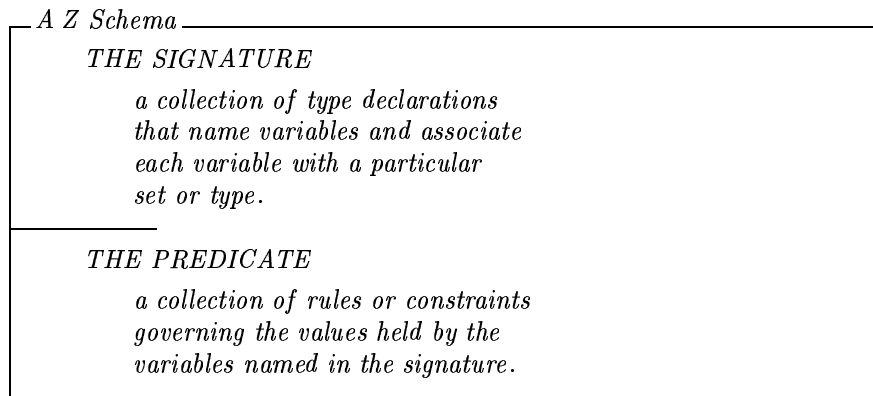 A Z Schema
THE SIGNATURE
a collection of type declarations
that name variables and associate
each variable with a particular
set or type.
THE PREDICATE
a collection of rules or constraints
governing the values held by the
variables named in the signature.